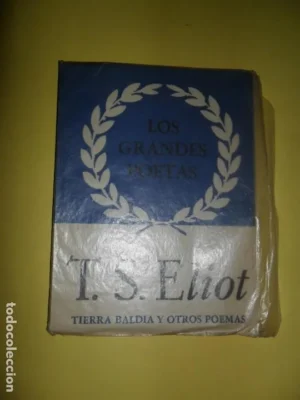 LOS
GRANDES
POETAS
T. S. Eliot
TIERRA BALDIA Y OTROS POEMAS
todocoleccion